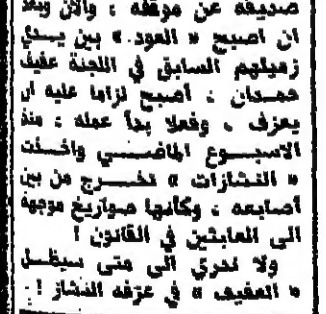 صديقه عن موقفه ، والآن وبعد
ان اصبح « العود » بين يدي
زميلهم السابق في اللجنة عفيف
حمدان ، أصبح لزاما عليه ان
يعزف ، وفعلا بدأ عمله ، منذ
الاسبوع الماضي واخذت
« النشازات » تخرج من بين
أصابعه ، وكأنها صواريخ موجهة
الى العابثين في القانون !
ولا ندري الى متى سيظل
« العفيف » في عزفه النشاز ! .